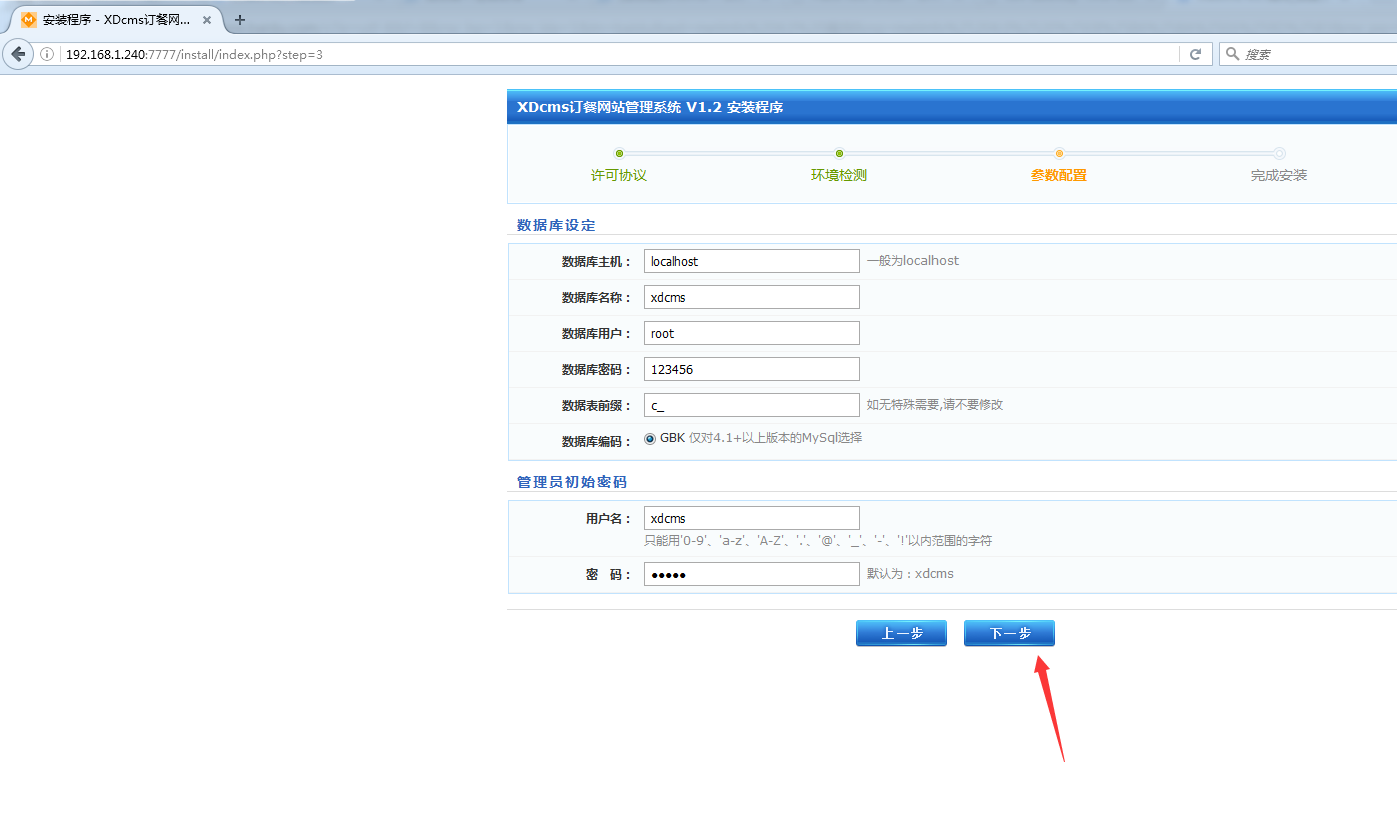 安装程序 - XDcms订餐网...
192.168.1.240:7777/install/index.php?step=3
搜索
XDcms订餐网站管理系统 V1.2 安装程序
许可协议 环境检测 参数配置 完成安装
数据库设定
数据库主机： localhost 一般为localhost
数据库名称： xdcms
数据库用户： root
数据库密码： 123456
数据表前缀： c_ 如无特殊需要,请不要修改
数据库编码： GBK 仅对4.1+以上版本的MySql选择
管理员初始密码
用户名： xdcms
只能用'0-9'、'a-z'、'A-Z'、'.'、'@'、'_'、'-'、'!'以内范围的字符
密 码： ●●●●● 默认为：xdcms
上一步 下一步